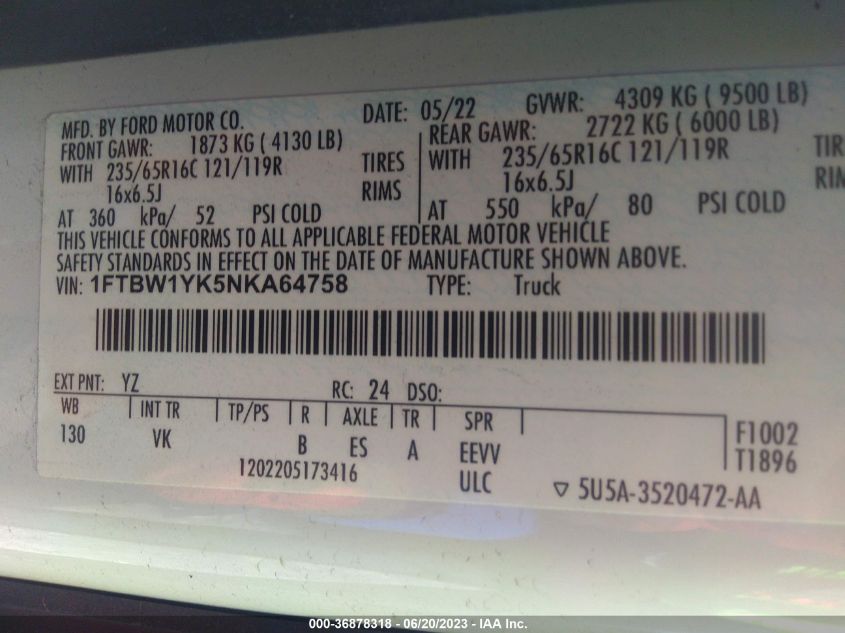 MFD. BY FORD MOTOR CO. DATE: 05/22 GVWR: 4309 KG ( 9500 LB)
FRONT GAWR: 1873 KG ( 4130 LB) REAR GAWR: 2722 KG ( 6000 LB)
WITH 235/65R16C 121/119R TIRES WITH 235/65R16C 121/119R TIR
16x6.5J RIMS 16x6.5J RIM
AT 360 kPa/ 52 PSI COLD AT 550 kPa/ 80 PSI COLD
THIS VEHICLE CONFORMS TO ALL APPLICABLE FEDERAL MOTOR VEHICLE
SAFETY STANDARDS IN EFFECT ON THE DATE OF MANUFACTURE SHOWN ABOVE.
VIN: 1FTBW1YK5NKA64758 TYPE: Truck
EXT PNT: YZ RC: 24 DSO:
WB INT TR TP/PS R AXLE TR SPR F1002
130 VK B ES A EEVV T1896
1202205173416 ULC ▽ 5U5A-3520472-AA
000-36878318 - 06/20/2023 - IAA Inc.